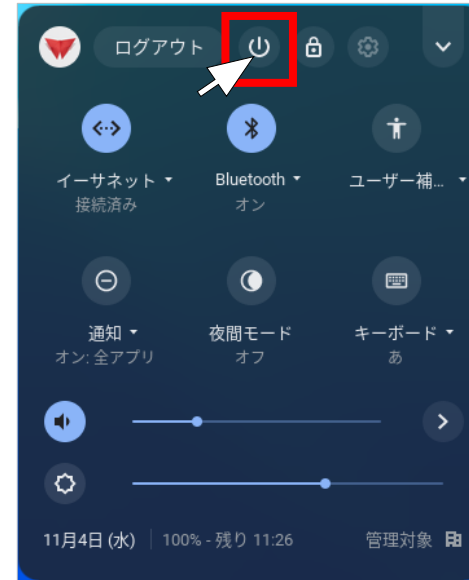 ログアウト
イーサネット
接続済み
Bluetooth
オン
ユーザー補...
通知
オン: 全アプリ
夜間モード
オフ
キーボード
あ
11月4日 (水) | 100% - 残り 11:26
管理対象